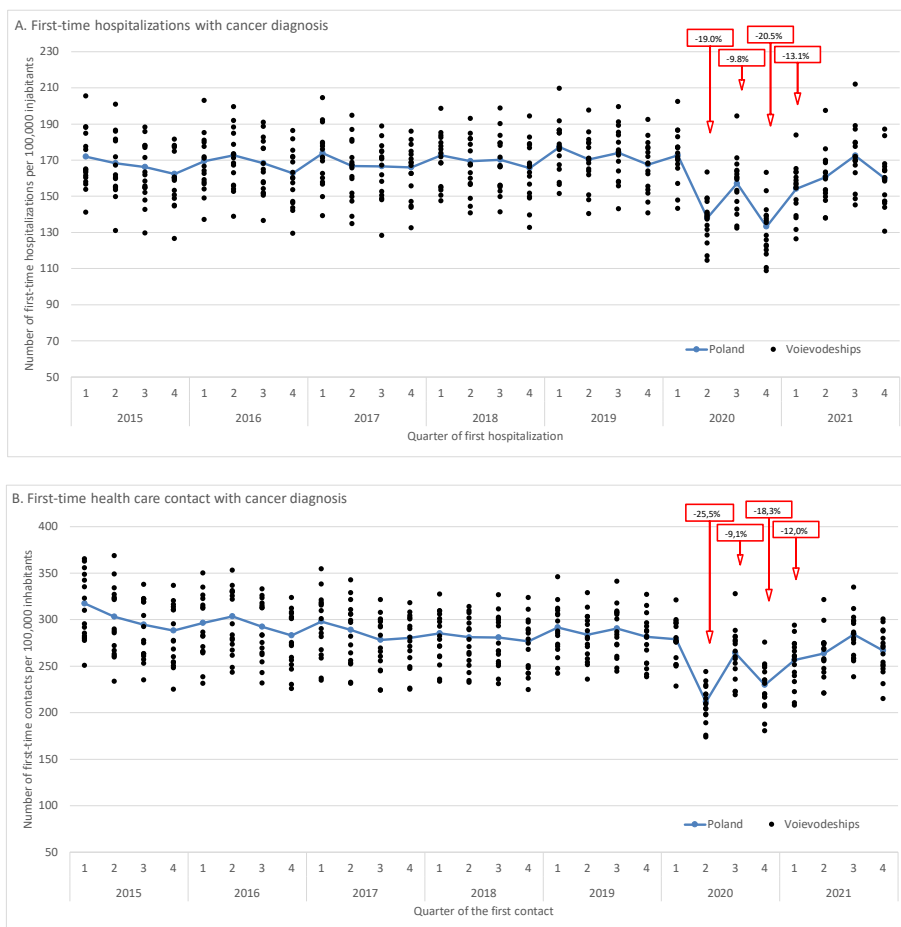 A. First-time hospitalizations with cancer diagnosis
-19.0%
-20.5%
-9.8%
-13.1%
Number of first-time hospitalizations per 100,000 injabitants
230
210
190
170
150
130
110
90
70
50
Poland
Voievodeships
1 2 3 4 1 2 3 4 1 2 3 4 1 2 3 4 1 2 3 4 1 2 3 4 1 2 3 4
2015 2016 2017 2018 2019 2020 2021
Quarter of first hospitalization
B. First-time health care contact with cancer diagnosis
-25,5%
-18,3%
-9,1%
-12,0%
Number of first-time contacts per 100,000 inhabitants
400
350
300
250
200
150
100
50
Poland
Voievodeships
1 2 3 4 1 2 3 4 1 2 3 4 1 2 3 4 1 2 3 4 1 2 3 4 1 2 3 4
2015 2016 2017 2018 2019 2020 2021
Quarter of the first contact